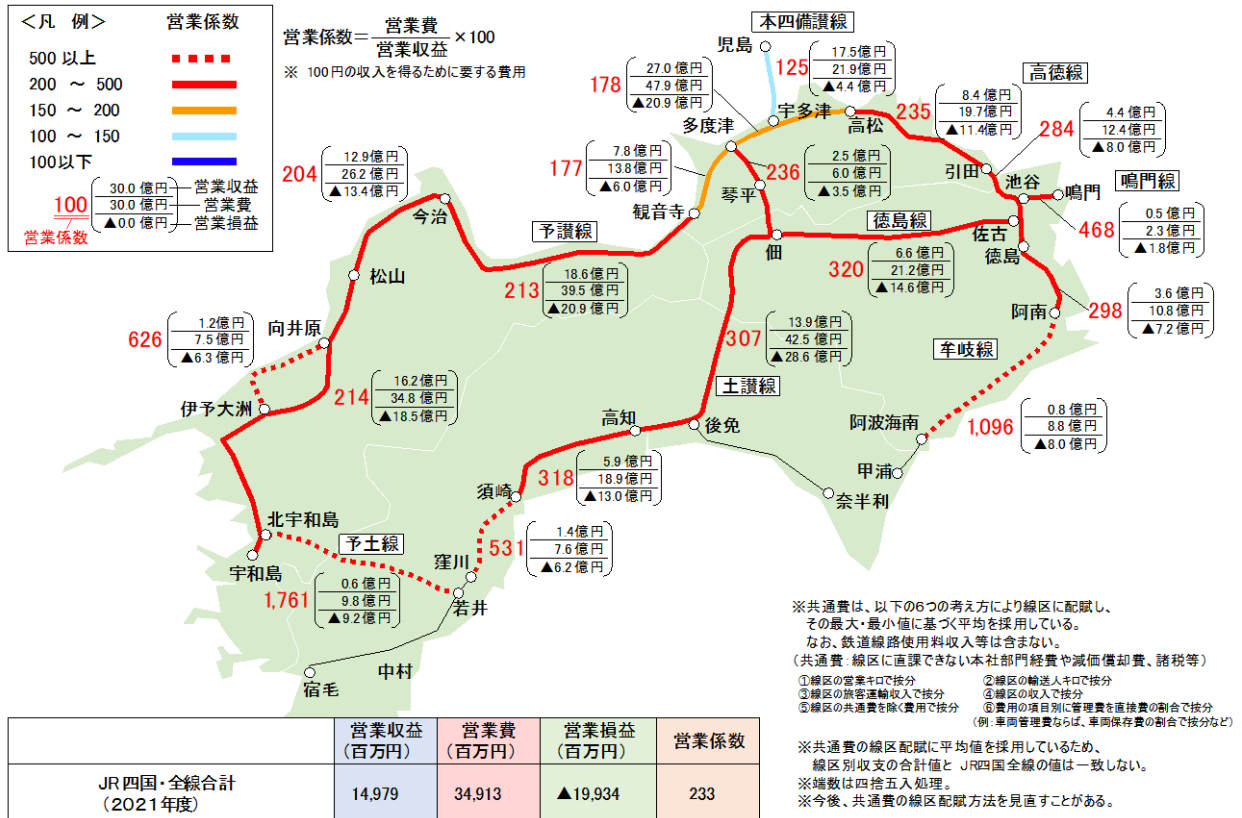 ＜凡 例＞ 営業係数
500 以上
200 ～ 500
150 ～ 200
100 ～ 150
100以下
100
30.0 億円 営業収益
30.0 億円 営業費
▲0.0 億円 営業損益
営業係数
営業係数=営業費/営業収益×100
※ 100円の収入を得るために要する費用
本四備讃線
児島
125
17.5億円
21.9億円
▲4.4億円
178
27.0 億円
47.9 億円
▲20.9 億円
宇多津
多度津
高松
高徳線
235
8.4 億円
19.7億円
▲11.4億円
284
4.4 億円
12.4 億円
▲8.0 億円
引田
池谷
鳴門
鳴門線
468
0.5 億円
2.3 億円
▲1.8 億円
177
7.8 億円
13.8億円
▲6.0 億円
236
2.5 億円
6.0 億円
▲3.5 億円
琴平
観音寺
204
12.9億円
26.2 億円
▲13.4億円
今治
予讃線
213
18.6 億円
39.5 億円
▲20.9 億円
佃
徳島線
佐古
徳島
320
6.6 億円
21.2 億円
▲14.6 億円
298
3.6 億円
10.8 億円
▲7.2 億円
阿南
松山
向井原
626
1.2億円
7.5 億円
▲6.3億円
伊予大洲
214
16.2 億円
34.8 億円
▲18.5 億円
307
13.9 億円
42.5 億円
▲28.6 億円
土讃線
牟岐線
阿波海南
1,096
0.8 億円
8.8 億円
▲8.0 億円
甲浦
奈半利
後免
高知
318
5.9 億円
18.9 億円
▲13.0 億円
須崎
531
1.4億円
7.6 億円
▲6.2 億円
窪川
若井
北宇和島
宇和島
予土線
1,761
0.6 億円
9.8 億円
▲9.2 億円
中村
宿毛
※共通費は、以下の6つの考え方により線区に配賦し、
その最大・最小値に基づく平均を採用している。
なお、鉄道線路使用料収入等は含まない。
(共通費：線区に直課できない本社部門経費や減価償却費、諸税等)
①線区の営業キロで按分 ②線区の輸送人キロで按分
③線区の旅客運輸収入で按分 ④線区の収入で按分
⑤線区の共通費を除く費用で按分 ⑥費用の項目別に管理費を直接費の割合で按分
(例：車両管理費ならば、車両保存費の割合で按分など)
※共通費の線区配賦に平均値を採用しているため、
線区別収支の合計値と JR四国全線の値は一致しない。
※端数は四捨五入処理。
※今後、共通費の線区配賦方法を見直すことがある。
営業収益 営業費 営業損益 営業係数
(百万円) (百万円) (百万円)
JR四国・全線合計
(2021年度) 14,979 34,913 ▲19,934 233